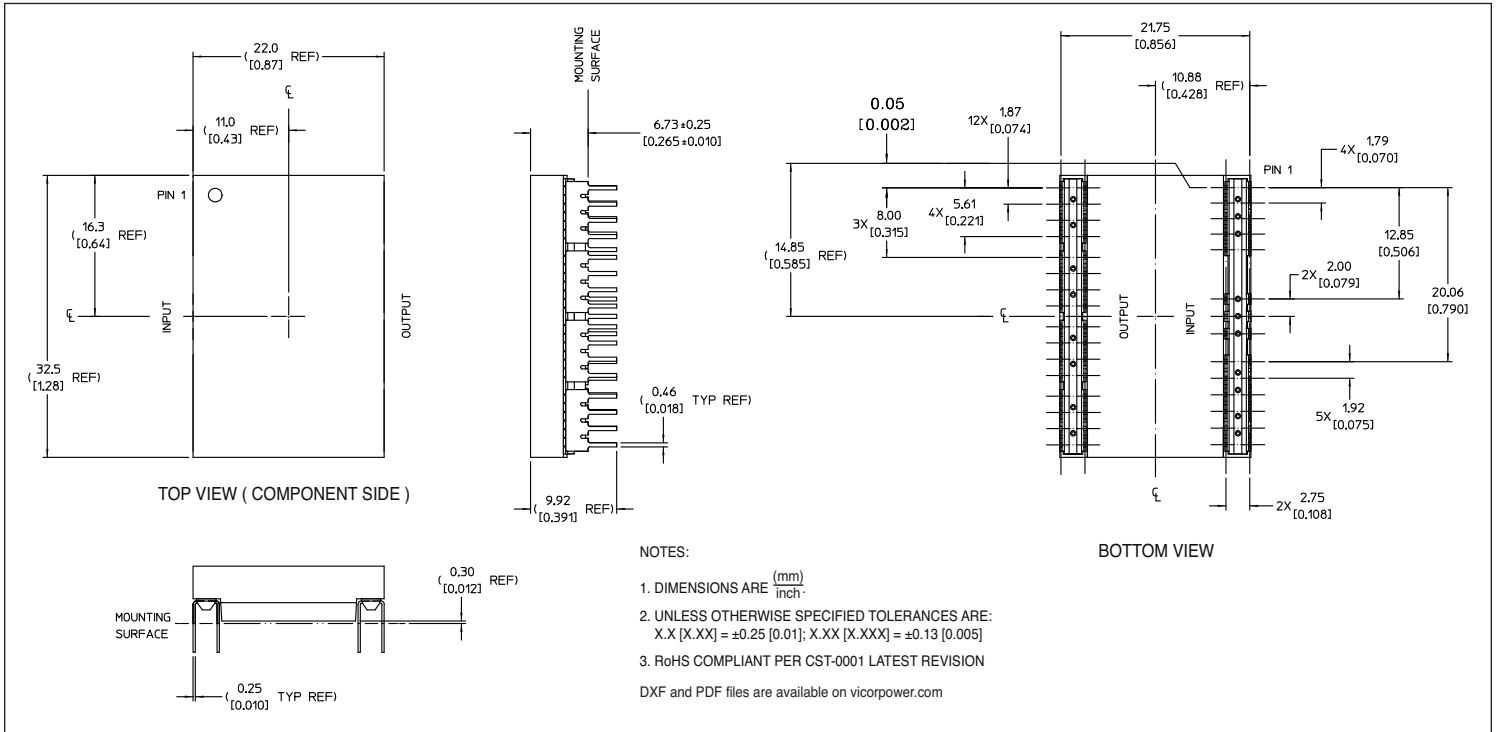 22.0
( REF)
[0.87]
℄
11.0
( REF)
[0.43]
PIN 1
16.3
( REF)
[0.64]
℄
INPUT
OUTPUT
32.5
( REF)
[1.28]
TOP VIEW ( COMPONENT SIDE )
MOUNTING
SURFACE
6.73±0.25
[0.265±0.010]
0.46
( TYP REF)
[0.018]
9.92
( REF)
[0.391]
21.75
[0.856]
10.88
( REF)
[0.428]
0.05
[0.002]
12X 1.87
[0.074]
4X 1.79
[0.070]
PIN 1
4X 5.61
[0.221]
3X 8.00
[0.315]
14.85
( REF)
[0.585]
12.85
[0.506]
2X 2.00
[0.079]
20.06
[0.790]
℄
OUTPUT
INPUT
5X 1.92
[0.075]
℄
2X 2.75
[0.108]
BOTTOM VIEW
0.30
( REF)
[0.012]
MOUNTING
SURFACE
0.25
( TYP REF)
[0.010]
NOTES:
1. DIMENSIONS ARE (mm)
inch.
2. UNLESS OTHERWISE SPECIFIED TOLERANCES ARE:
X.X [X.XX] = ±0.25 [0.01]; X.XX [X.XXX] = ±0.13 [0.005]
3. RoHS COMPLIANT PER CST-0001 LATEST REVISION
DXF and PDF files are available on vicorpower.com